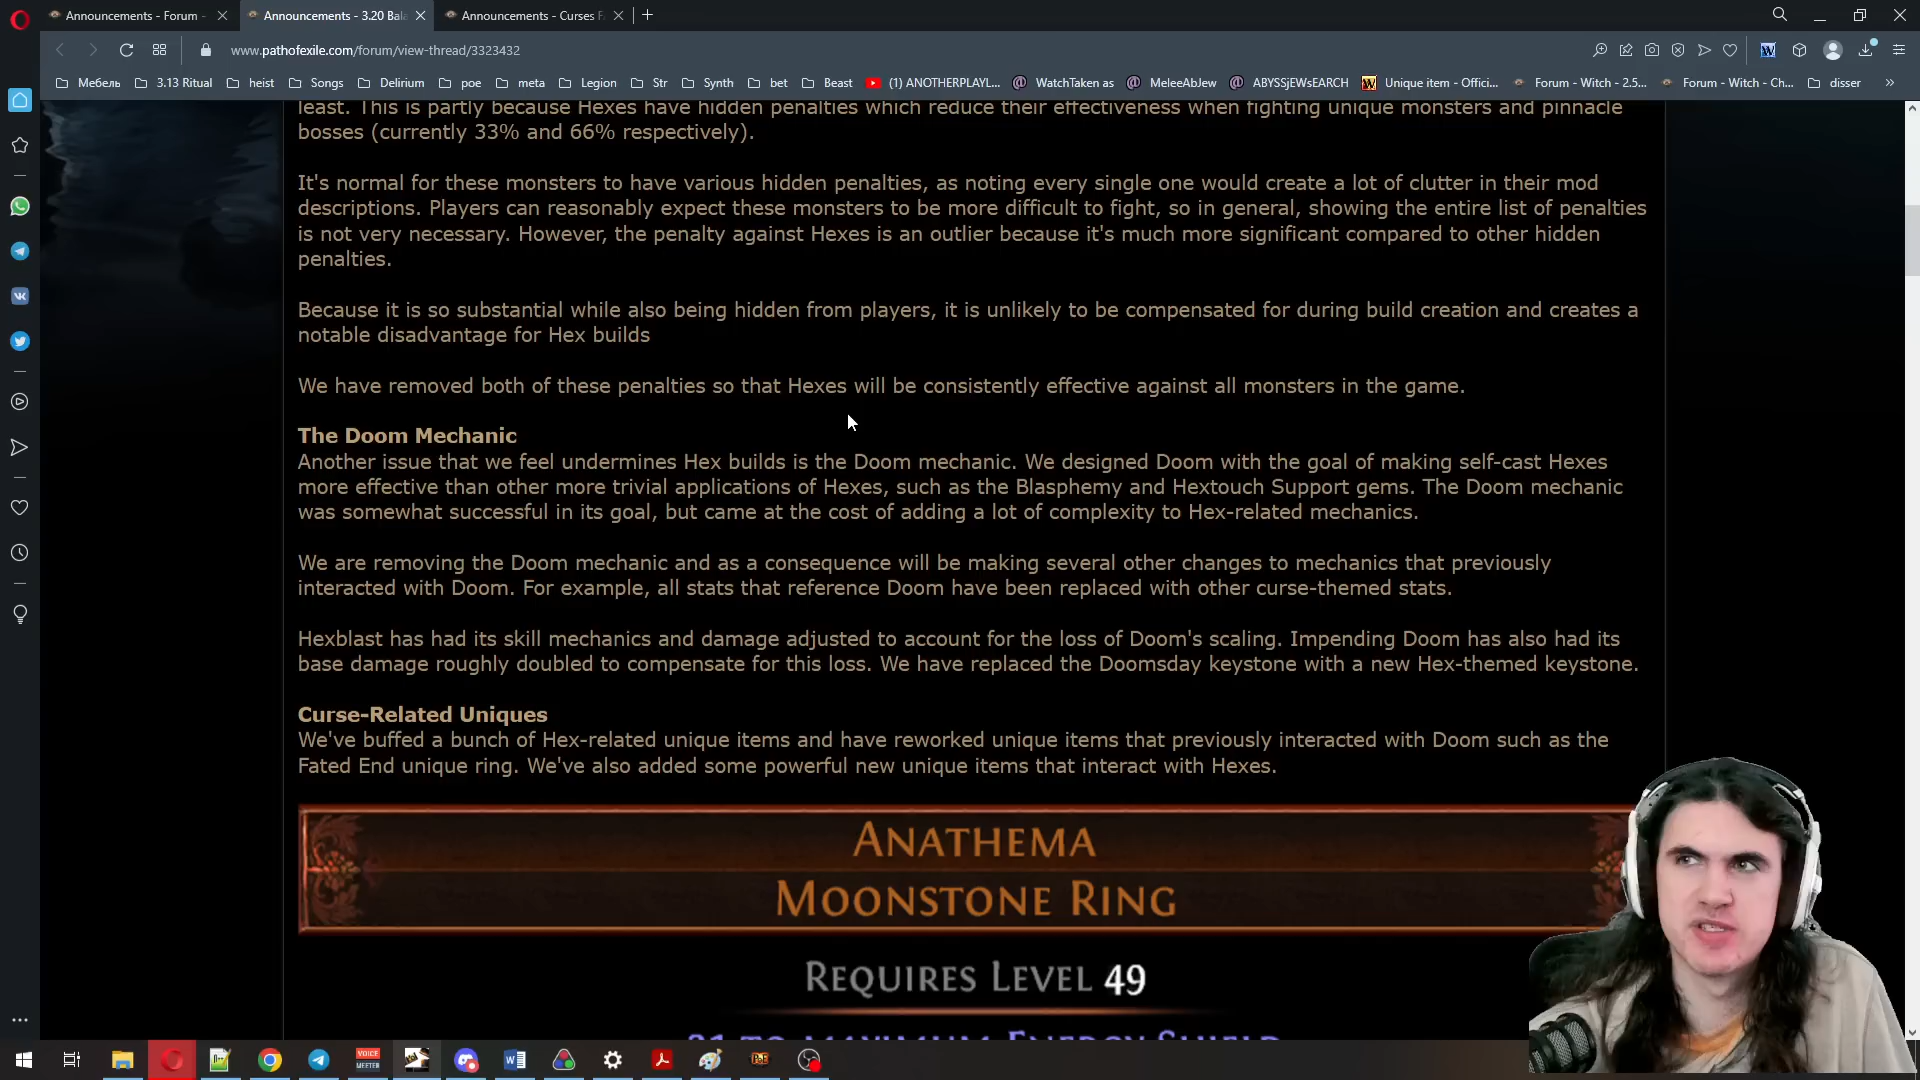 Announcements - Forum -
Announcements - 3.20 Bala
Announcements - Curses F
www.pathofexile.com/forum/view-thread/3323432
Мебель
3.13 Ritual
heist
Songs
Delirium
poe
meta
Legion
Str
Synth
bet
Beast
(1) ANOTHERPLAYL...
WatchTaken as
MeleeAbJew
ABYSSjEWsEARCH
Unique item - Offici...
Forum - Witch - 2.5...
Forum - Witch - Ch...
disser
least. This is partly because Hexes have hidden penalties which reduce their effectiveness when fighting unique monsters and pinnacle
bosses (currently 33% and 66% respectively).
It's normal for these monsters to have various hidden penalties, as noting every single one would create a lot of clutter in their mod
descriptions. Players can reasonably expect these monsters to be more difficult to fight, so in general, showing the entire list of penalties
is not very necessary. However, the penalty against Hexes is an outlier because it's much more significant compared to other hidden
penalties.
Because it is so substantial while also being hidden from players, it is unlikely to be compensated for during build creation and creates a
notable disadvantage for Hex builds
We have removed both of these penalties so that Hexes will be consistently effective against all monsters in the game.
The Doom Mechanic
Another issue that we feel undermines Hex builds is the Doom mechanic. We designed Doom with the goal of making self-cast Hexes
more effective than other more trivial applications of Hexes, such as the Blasphemy and Hextouch Support gems. The Doom mechanic
was somewhat successful in its goal, but came at the cost of adding a lot of complexity to Hex-related mechanics.
We are removing the Doom mechanic and as a consequence will be making several other changes to mechanics that previously
interacted with Doom. For example, all stats that reference Doom have been replaced with other curse-themed stats.
Hexblast has had its skill mechanics and damage adjusted to account for the loss of Doom's scaling. Impending Doom has also had its
base damage roughly doubled to compensate for this loss. We have replaced the Doomsday keystone with a new Hex-themed keystone.
Curse-Related Uniques
We've buffed a bunch of Hex-related unique items and have reworked unique items that previously interacted with Doom such as the
Fated End unique ring. We've also added some powerful new unique items that interact with Hexes.
ANATHEMA
MOONSTONE RING
REQUIRES LEVEL 49
TO MAXIMUM ENERGY SHIELD
VOICE
MEETER